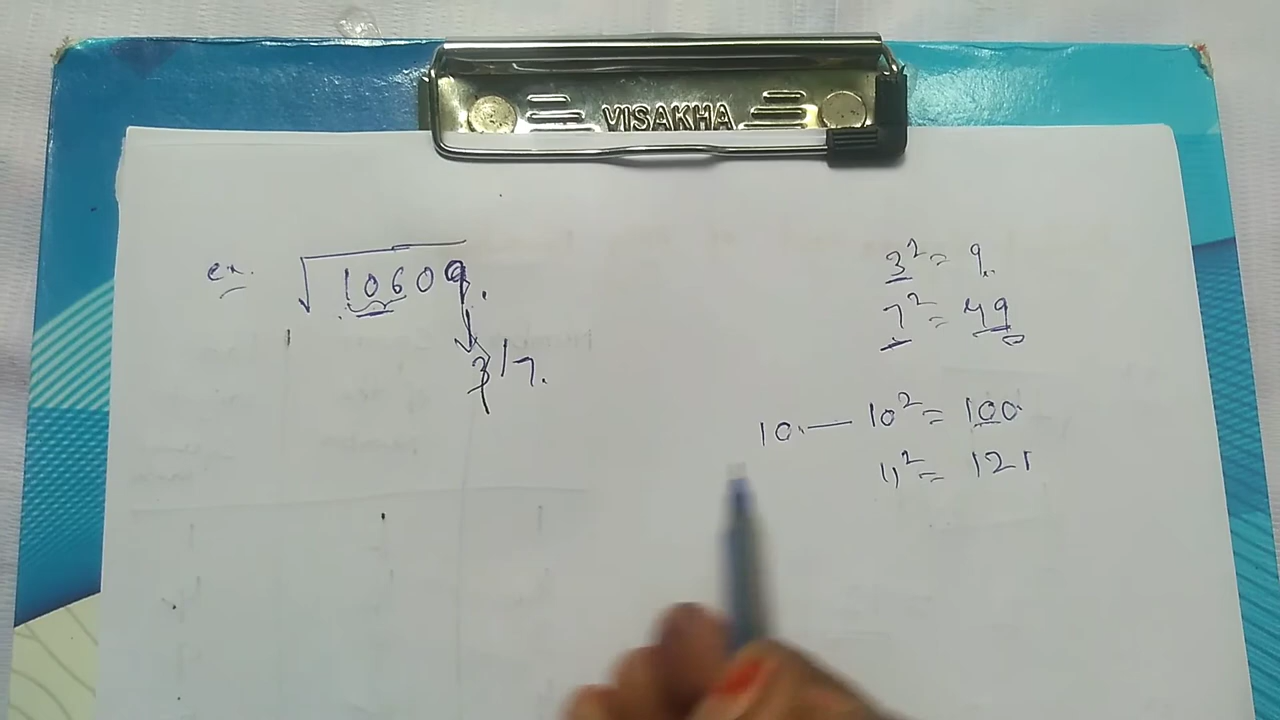 VISAKHA
ex. √10609.
3/7.
3² = 9.
7² = 49
10. — 10² = 100.
11² = 121